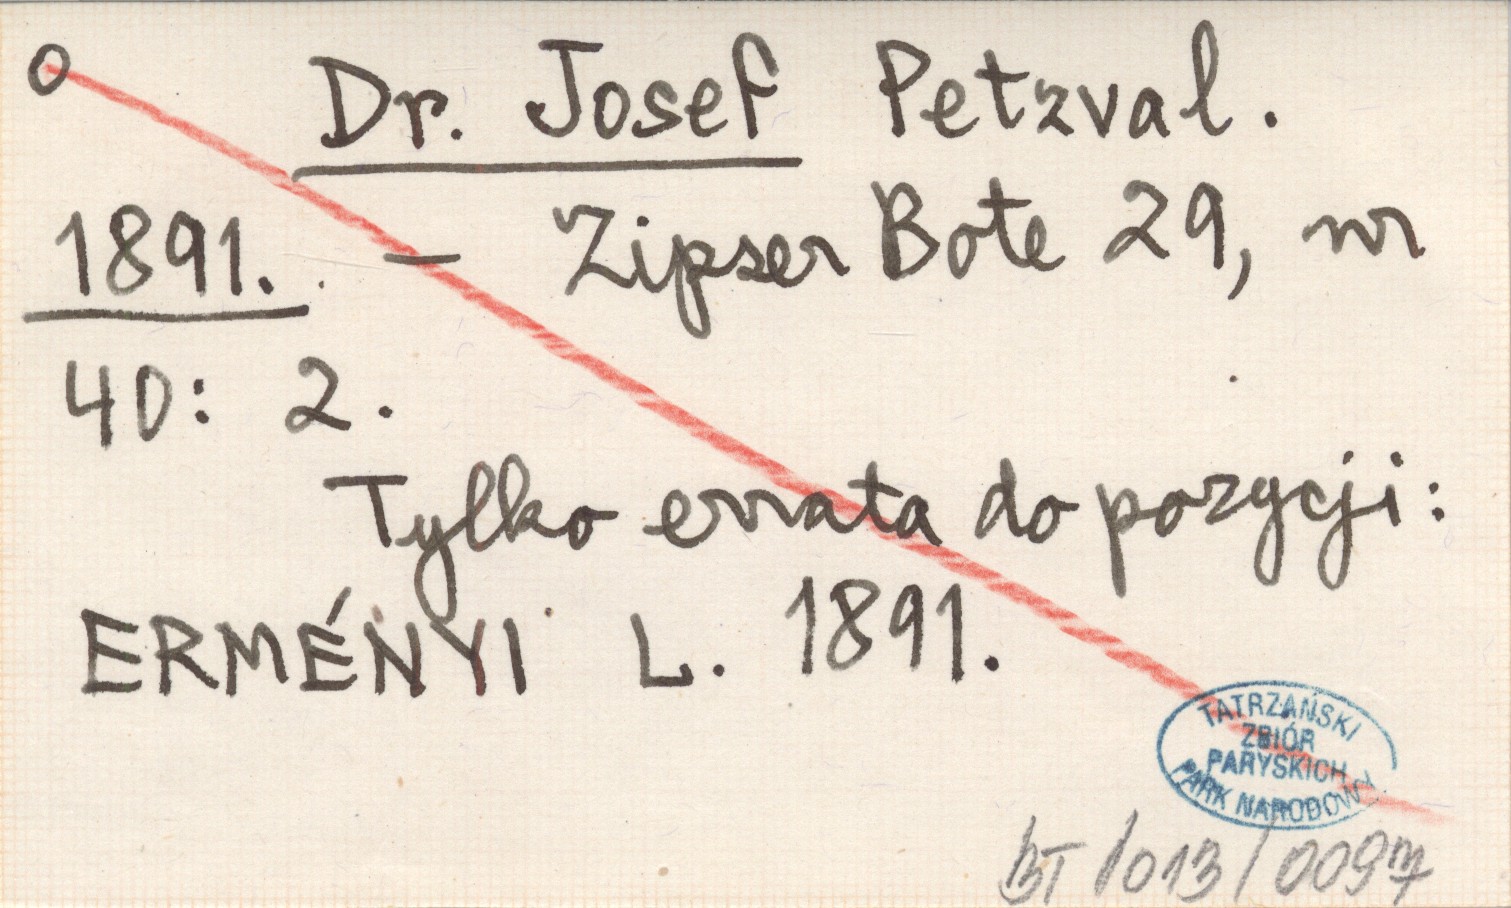 O Dr. Josef Petzval.
1891. – Zipser Bote 29, nr
40: 2.
Tylko errata do pozycji:
ERMÉNYI L. 1891.
TATRZAŃSKI
ZBIÓR
PARYSKICH
PARK NARODOWY
BT/013/0097